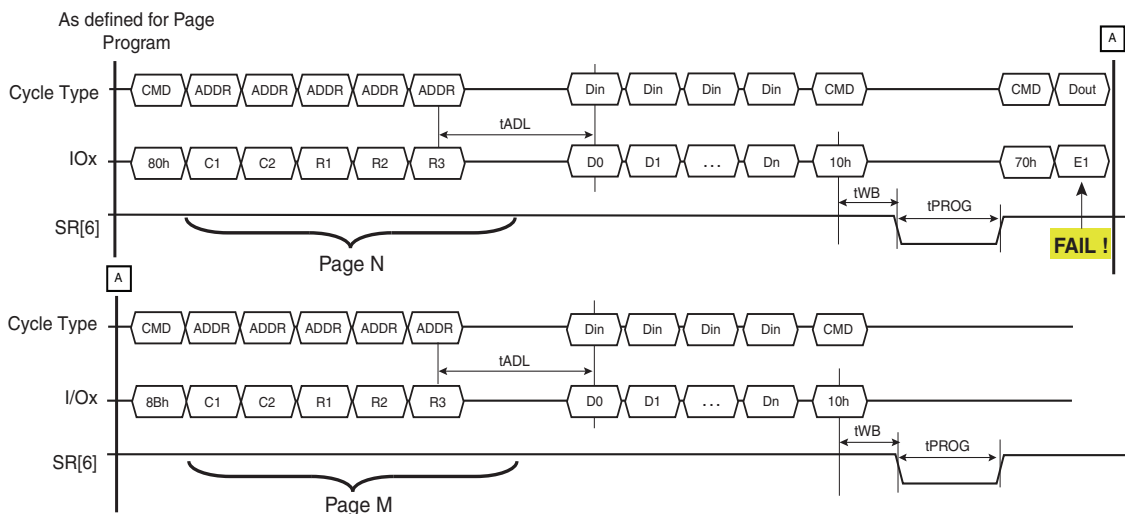 As defined for Page
Program
A
Cycle Type CMD ADDR ADDR ADDR ADDR ADDR Din Din Din Din CMD CMD Dout
tADL
IOx 80h C1 C2 R1 R2 R3 D0 D1 ... Dn 10h 70h E1
tWB tPROG
SR[6]
FAIL !
Page N
A
Cycle Type CMD ADDR ADDR ADDR ADDR ADDR Din Din Din Din CMD
tADL
I/Ox 8Bh C1 C2 R1 R2 R3 D0 D1 ... Dn 10h
tWB tPROG
SR[6]
Page M